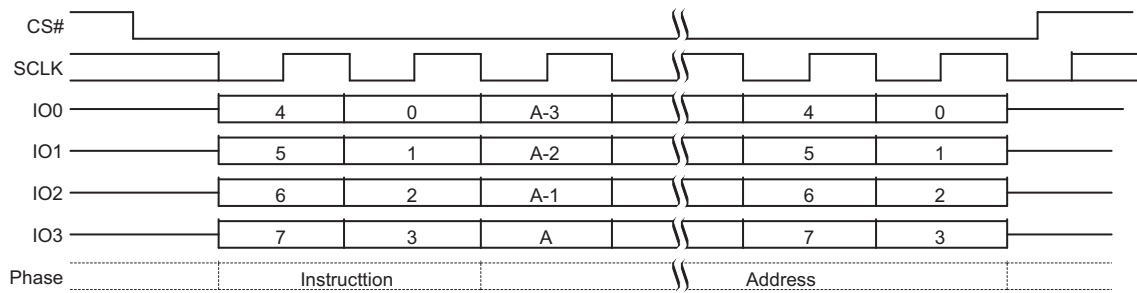 CS#
SCLK
IO0 4 0 A-3 4 0
IO1 5 1 A-2 5 1
IO2 6 2 A-1 6 2
IO3 7 3 A 7 3
Phase Instructtion Address